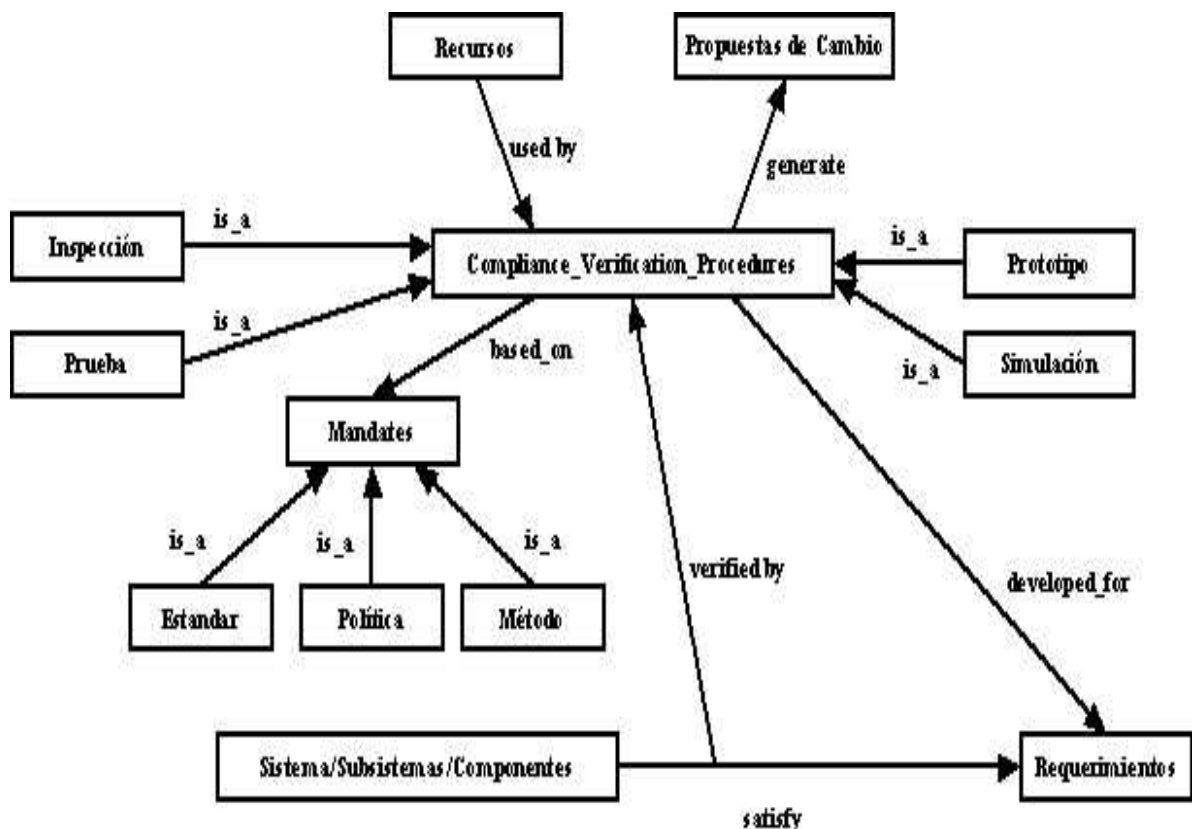 Recursos
Propuestas de Cambio
used by
generate
is_a
is_a
Inspección
Compliance_Verification_Procedures
Prototipo
is_a
Prueba
based_on
is_a
Simulación
Mandates
is_a
is_a
is_a
verified by
developed_for
Estandar
Política
Método
Sistema/Subsistemas/Componentes
Requerimientos
satisfy